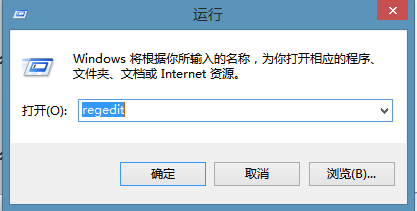 运行
Windows 将根据你所输入的名称，为你打开相应的程序、
文件夹、文档或 Internet 资源。
打开(O): regedit
确定 取消 浏览(B)...